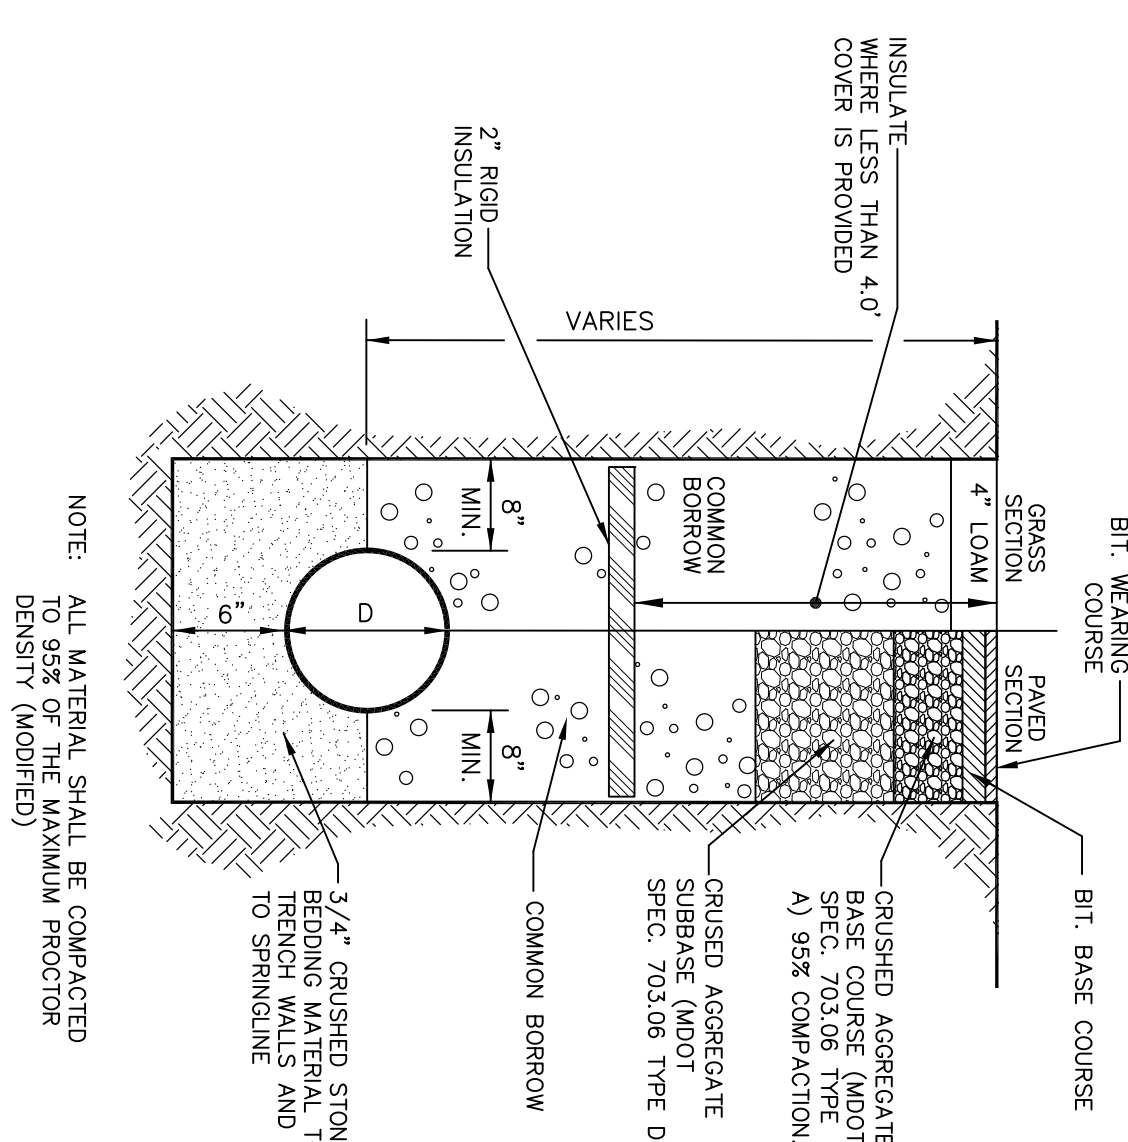 BIT. WEARING
COURSE
BIT. BASE COURSE
GRASS
SECTION
PAVED
SECTION
4" LOAM
INSULATE
WHERE LESS THAN 4.0'
COVER IS PROVIDED
CRUSHED AGGREGATE
BASE COURSE (MDOT
SPEC. 703.06 TYPE
A) 95% COMPACTION.
COMMON
BORROW
CRUSED AGGREGATE
SUBBASE (MDOT
SPEC. 703.06 TYPE D
VARIES
2" RIGID
INSULATION
8"
MIN.
8"
MIN.
COMMON BORROW
D
6"
3/4" CRUSHED
BEDDING MATERIAL
TRENCH WALLS AND
TO SPRINGLINE
NOTE: ALL MATERIAL SHALL BE COMPACTED
TO 95% OF THE MAXIMUM PROCTOR
DENSITY (MODIFIED)